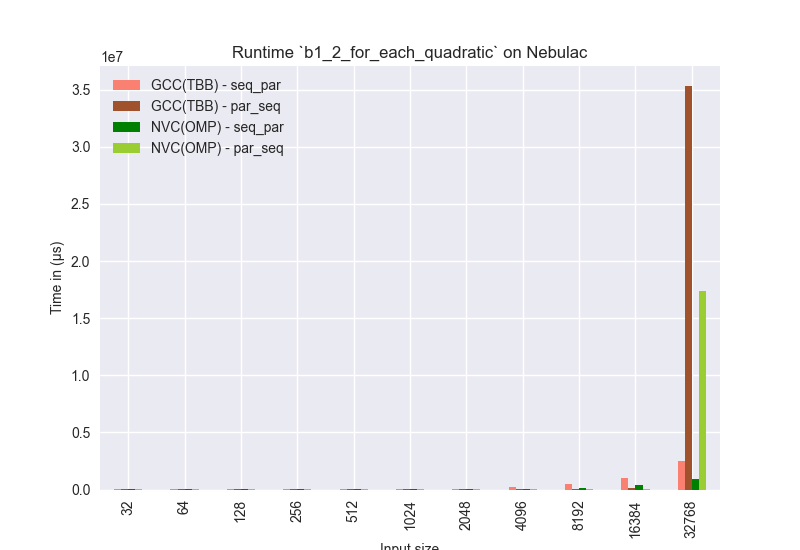 Runtime `b1_2_for_each_quadratic` on Nebulac
1e7
GCC(TBB) - seq_par
GCC(TBB) - par_seq
NVC(OMP) - seq_par
NVC(OMP) - par_seq
3.5
3.0
2.5
2.0
1.5
1.0
0.5
0.0
Time in (µs)
32
64
128
256
512
1024
2048
4096
8192
16384
32768
Input size